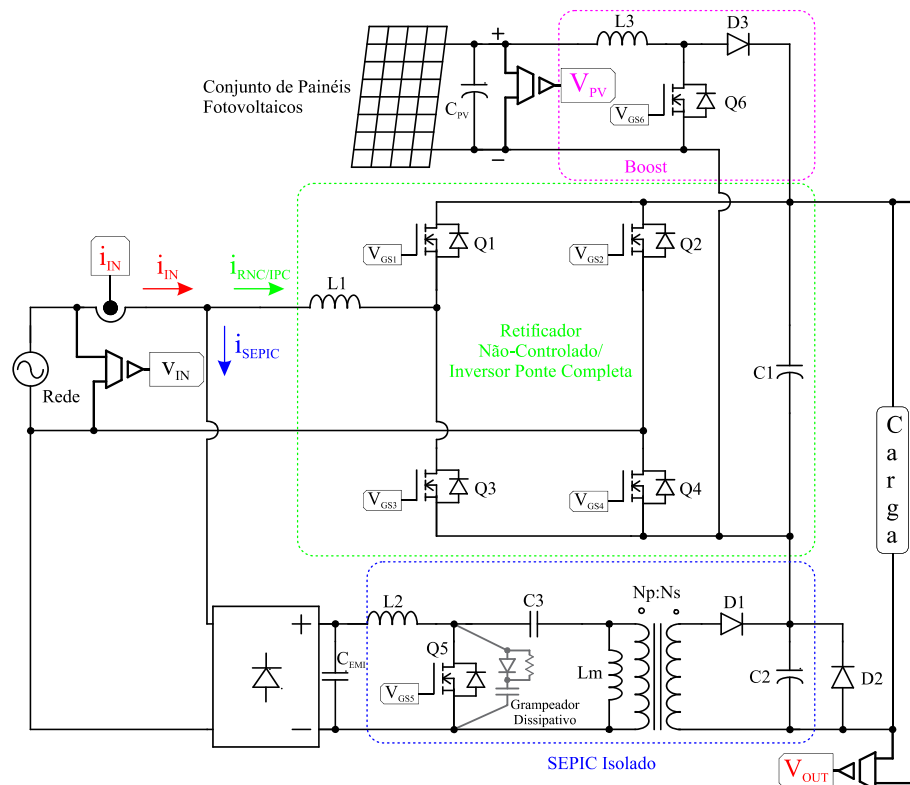 L3
D3
+
Conjunto de Painéis
Fotovoltaicos
C_PV
V_PV
V_GS6
Q6
−
Boost
V_GS1
Q1
V_GS2
Q2
i_IN
i_IN
i_RNC/IPC
L1
i_SEPIC
Retificador
Não-Controlado/
Inversor Ponte Completa
V_IN
Rede
C1
Carga
V_GS3
Q3
V_GS4
Q4
L2
C3
Np:Ns
D1
+
C_EMI
Q5
V_GS5
Lm
C2
D2
Grampeador
Dissipativo
−
SEPIC Isolado
V_OUT